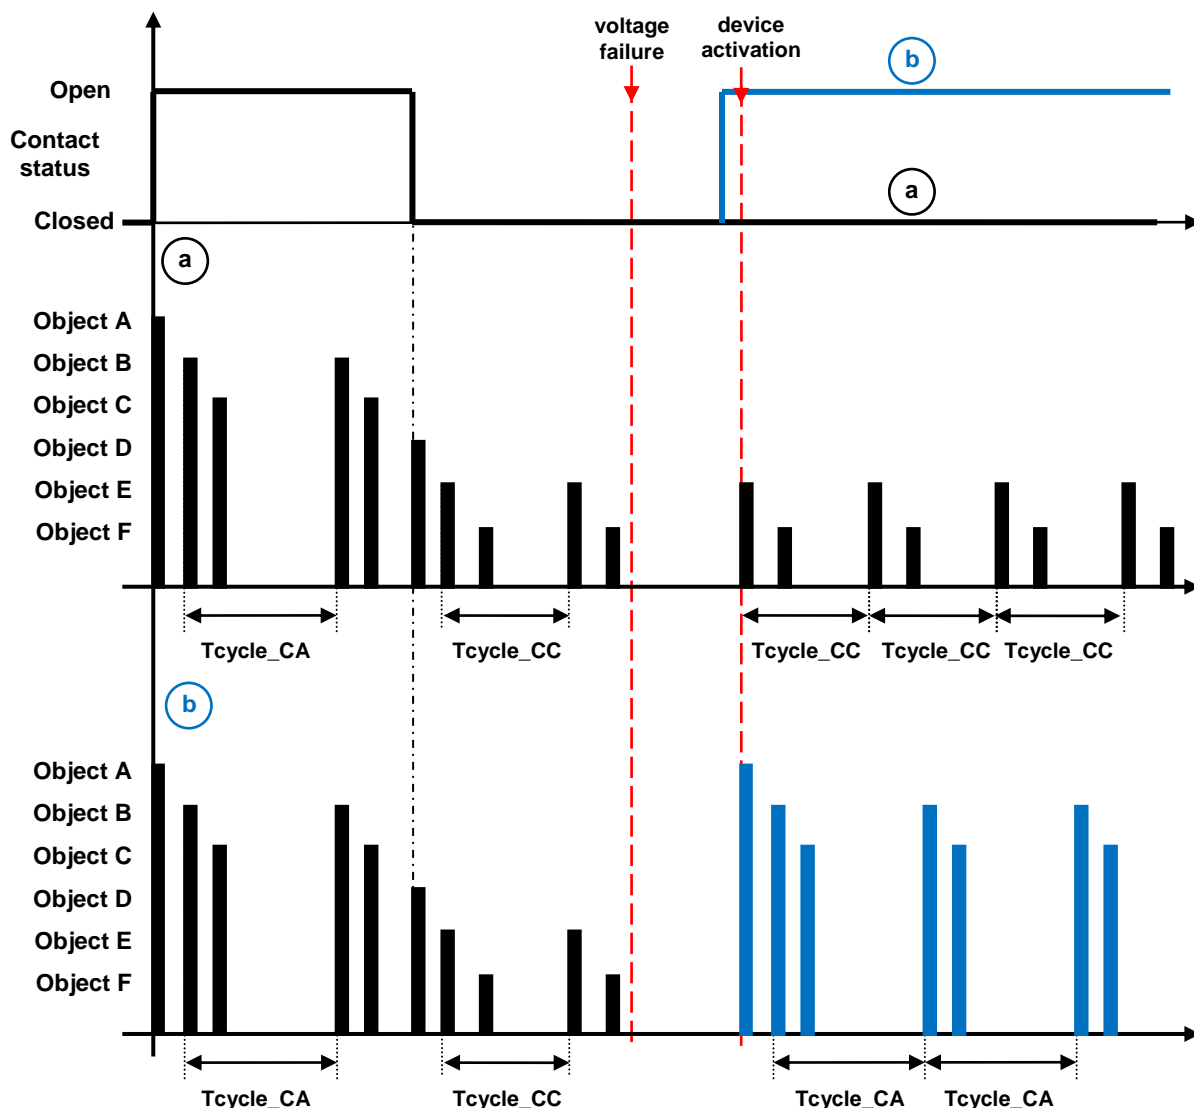 voltage
failure
device
activation
b
Open
Contact
status
a
Closed
a
Object A
Object B
Object C
Object D
Object E
Object F
Tcycle_CA
Tcycle_CC
Tcycle_CC
Tcycle_CC
Tcycle_CC
b
Object A
Object B
Object C
Object D
Object E
Object F
Tcycle_CA
Tcycle_CC
Tcycle_CA
Tcycle_CA